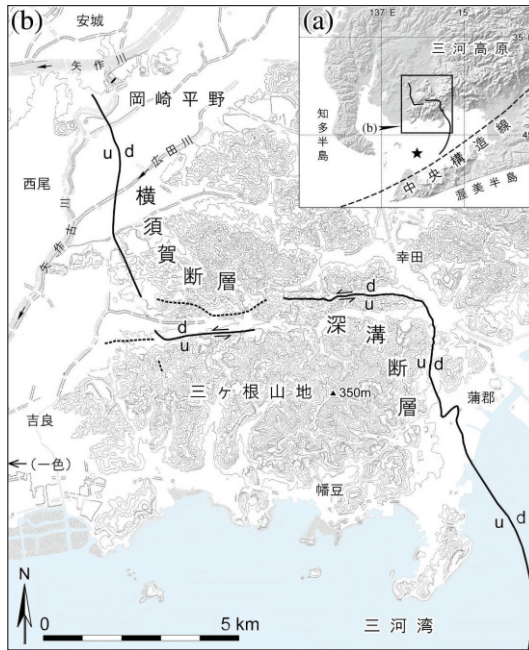 (b)
安城
矢作川
岡崎平野
u d
広田川
西尾
矢作古川
横須賀断層
幸田
d
u
深溝断層
d
u
u d
三ヶ根山地
▲350m
蒲郡
吉良
(一色)
幡豆
u d
N
0 5 km
三河湾
(a)
137 E
15
35
三河高原
知多半島
(b)
★
中央構造線
渥美半島